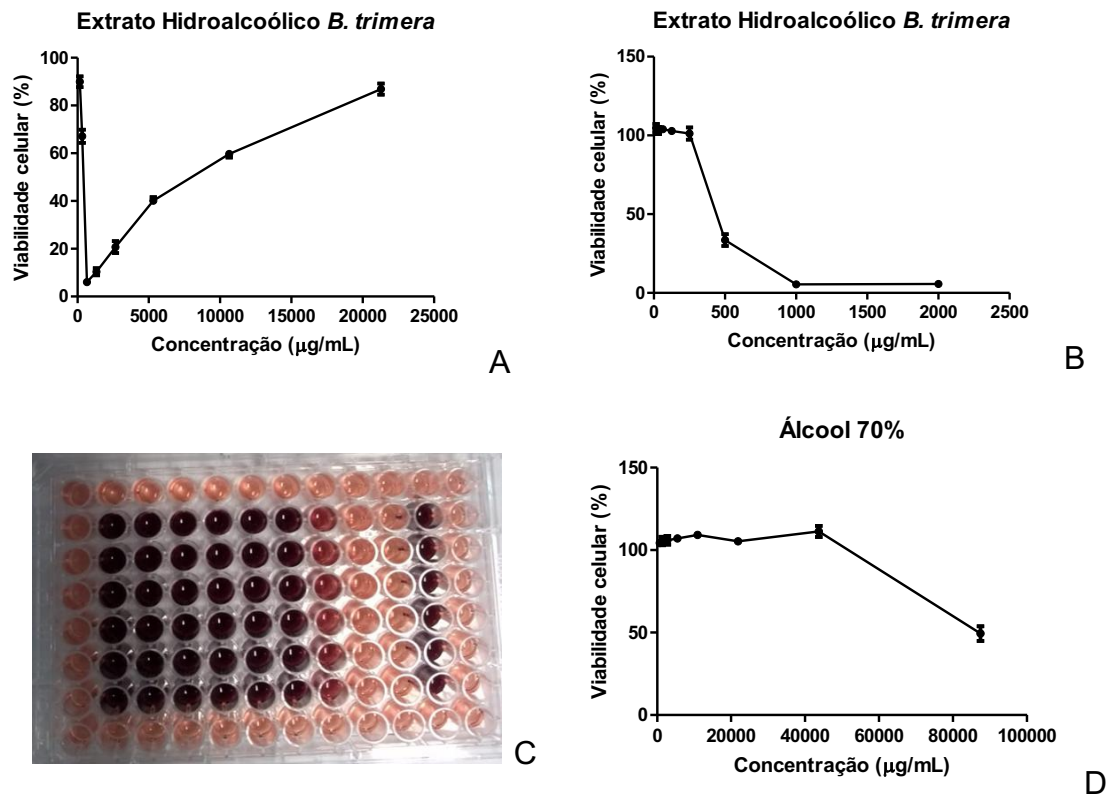 Extrato Hidroalcoólico B. trimera
Viabilidade celular (%)
100
80
60
40
20
0
0 5000 10000 15000 20000 25000
Concentração (µg/mL)
A
Extrato Hidroalcoólico B. trimera
Viabilidade celular (%)
150
100
50
0
0 500 1000 1500 2000 2500
Concentração (µg/mL)
B
C
Álcool 70%
Viabilidade celular (%)
150
100
50
0
0 20000 40000 60000 80000 100000
Concentração (µg/mL)
D